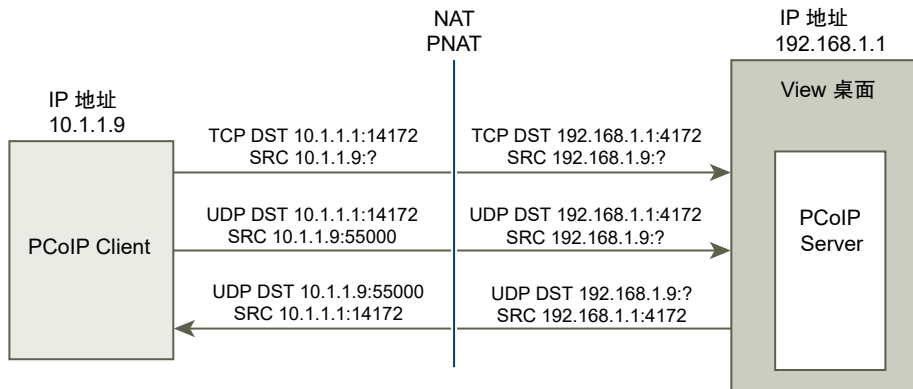 NAT
PNAT
IP 地址
192.168.1.1
View 桌面
IP 地址
10.1.1.9
TCP DST 10.1.1.1:14172
SRC 10.1.1.9:?
TCP DST 192.168.1.1:4172
SRC 192.168.1.9:?
UDP DST 10.1.1.1:14172
SRC 10.1.1.9:55000
UDP DST 192.168.1.1:4172
SRC 192.168.1.9:?
PCoIP Client
PCoIP
Server
UDP DST 10.1.1.9:55000
SRC 10.1.1.1:14172
UDP DST 192.168.1.9:?
SRC 192.168.1.1:4172